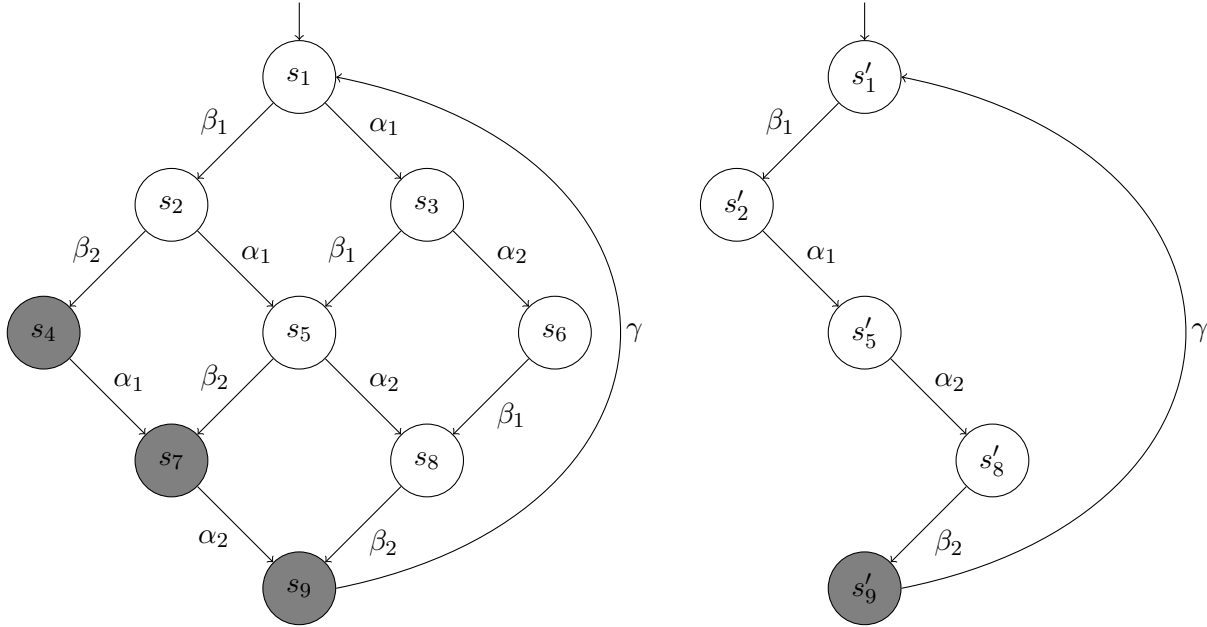 s₁ s′₁
β₁ α₁ β₁
s₂ s₃ s′₂
β₂ α₁ β₁ α₂ α₁
s₄ s₅ s₆ γ s′₅ γ
α₁ β₂ α₂ β₁ α₂
s₇ s₈ s′₈
α₂ β₂ β₂
s₉ s′₉